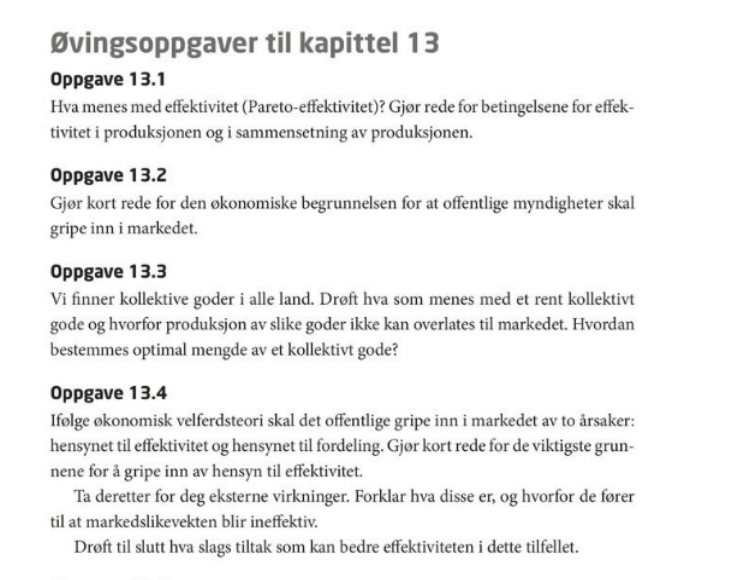 Øvingsoppgaver til kapittel 13
Oppgave 13.1
Hva menes med effektivitet (Pareto-effektivitet)? Gjør rede for betingelsene for effek-
tivitet i produksjonen og i sammensetning av produksjonen.
Oppgave 13.2
Gjør kort rede for den økonomiske begrunnelsen for at offentlige myndigheter skal
gripe inn i markedet.
Oppgave 13.3
Vi finner kollektive goder i alle land. Drøft hva som menes med et rent kollektivt
gode og hvorfor produksjon av slike goder ikke kan overlates til markedet. Hvordan
bestemmes optimal mengde av et kollektivt gode?
Oppgave 13.4
Ifølge økonomisk velferdsteori skal det offentlige gripe inn i markedet av to årsaker:
hensynet til effektivitet og hensynet til fordeling. Gjør kort rede for de viktigste grun-
nene for å gripe inn av hensyn til effektivitet.
Ta deretter for deg eksterne virkninger. Forklar hva disse er, og hvorfor de fører
til at markedslikevekten blir ineffektiv.
Drøft til slutt hva slags tiltak som kan bedre effektiviteten i dette tilfellet.